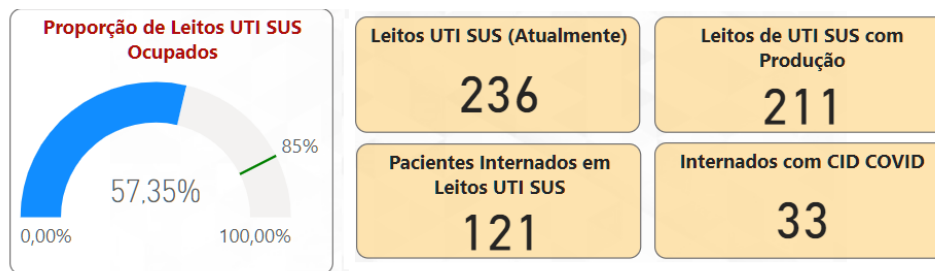 Proporção de Leitos UTI SUS
Ocupados
85%
57,35%
0,00%
100,00%
Leitos UTI SUS (Atualmente)
236
Leitos de UTI SUS com
Produção
211
Pacientes Internados em
Leitos UTI SUS
121
Internados com CID COVID
33